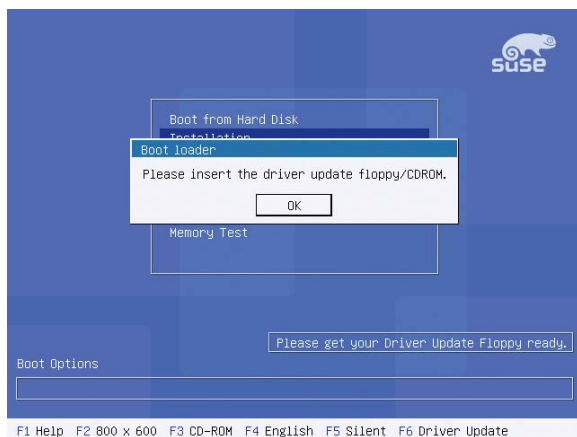 SUSE
Boot from Hard Disk
Installation
Boot loader
Please insert the driver update floppy/CDROM.
OK
Memory Test
Please get your Driver Update Floppy ready.
Boot Options
F1 Help F2 800 x 600 F3 CD-ROM F4 English F5 Silent F6 Driver Update